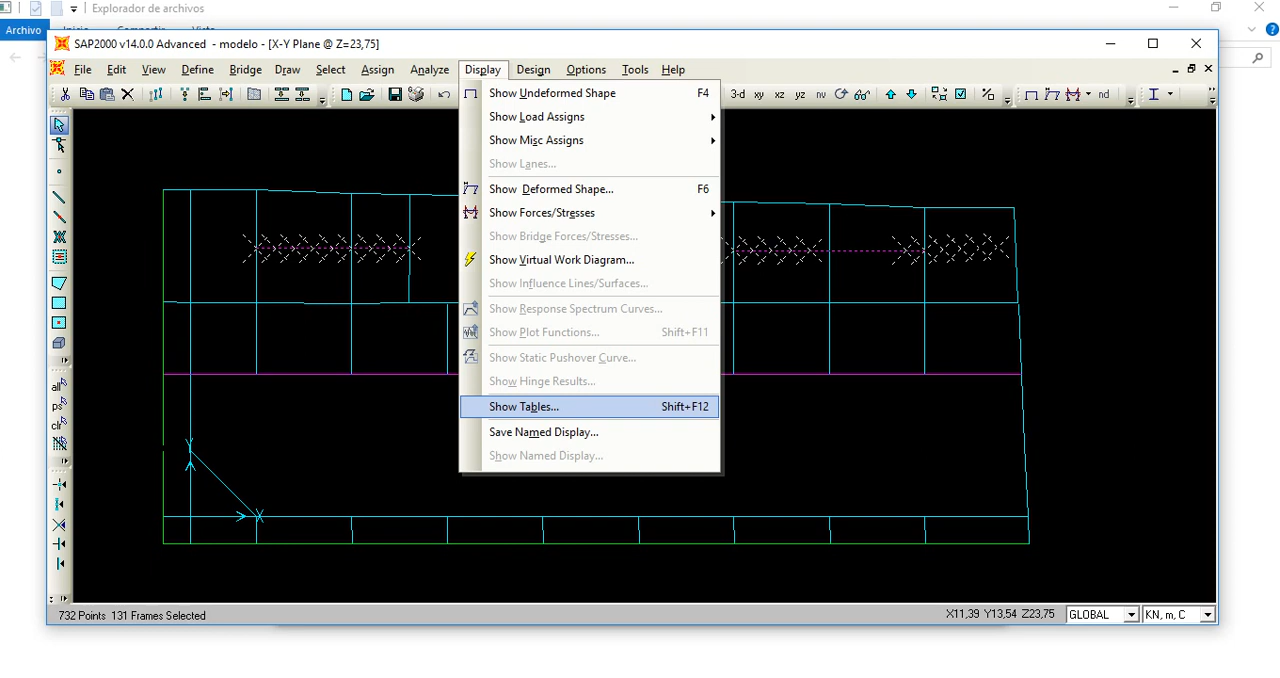 Explorador de archivos
Archivo
SAP2000 v14.0.0 Advanced - modelo - [X-Y Plane @ Z=23,75]
File Edit View Define Bridge Draw Select Assign Analyze Display Design Options Tools Help
3-d xy xz yz nv nd
Show Undeformed Shape F4
Show Load Assigns
Show Misc Assigns
Show Lanes...
Show Deformed Shape... F6
Show Forces/Stresses
Show Bridge Forces/Stresses...
Show Virtual Work Diagram...
Show Influence Lines/Surfaces...
Show Response Spectrum Curves...
Show Plot Functions... Shift+F11
Show Static Pushover Curve...
Show Hinge Results...
Show Tables... Shift+F12
Save Named Display...
Show Named Display...
all
ps
clr
Y
X
732 Points 131 Frames Selected
X11,39 Y13,54 Z23,75
GLOBAL
KN, m, C